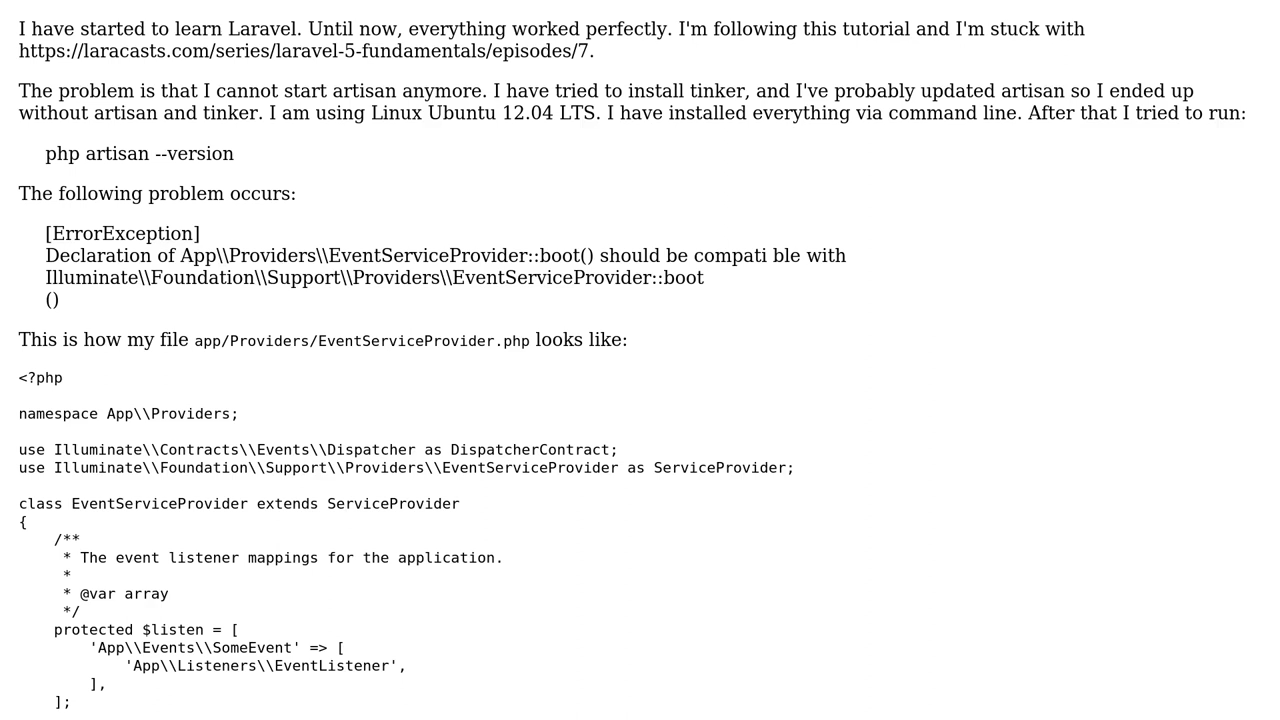 I have started to learn Laravel. Until now, everything worked perfectly. I'm following this tutorial and I'm stuck with
https://laracasts.com/series/laravel-5-fundamentals/episodes/7.
The problem is that I cannot start artisan anymore. I have tried to install tinker, and I've probably updated artisan so I ended up
without artisan and tinker. I am using Linux Ubuntu 12.04 LTS. I have installed everything via command line. After that I tried to run:
php artisan --version
The following problem occurs:
[ErrorException]
Declaration of App\\Providers\\EventServiceProvider::boot() should be compati ble with
Illuminate\\Foundation\\Support\\Providers\\EventServiceProvider::boot
()
This is how my file app/Providers/EventServiceProvider.php looks like:
<?php
namespace App\\Providers;
use Illuminate\\Contracts\\Events\\Dispatcher as DispatcherContract;
use Illuminate\\Foundation\\Support\\Providers\\EventServiceProvider as ServiceProvider;
class EventServiceProvider extends ServiceProvider
{
    /**
     * The event listener mappings for the application.
     *
     * @var array
     */
    protected $listen = [
        'App\\Events\\SomeEvent' => [
            'App\\Listeners\\EventListener',
        ],
    ];